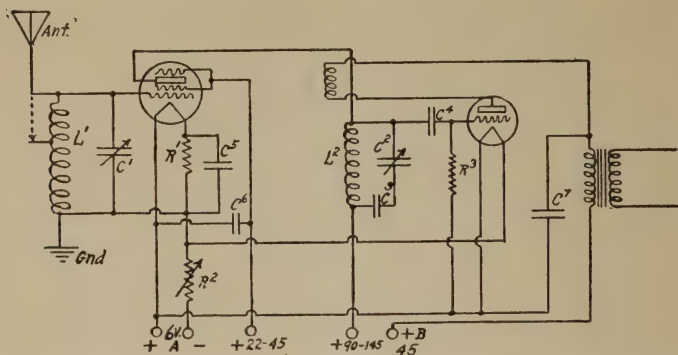 Ant.
L' C' R' C5 C6 R2
Gnd
L2 C2 C3 C4 R3 C7
+ 6V. A - +22-45 +90-145 +B 45